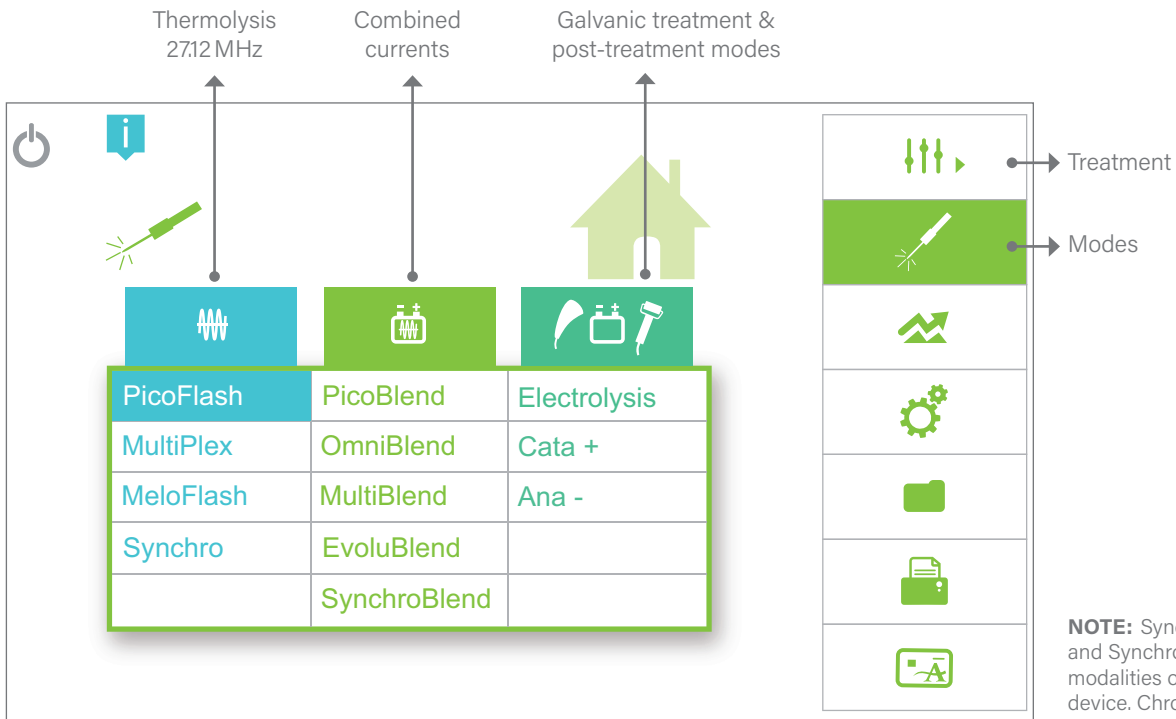 Thermolysis
27.12 MHz
Combined
currents
Galvanic treatment &
post-treatment modes
i
Treatment
Modes
PicoFlash
PicoBlend
Electrolysis
MultiPlex
OmniBlend
Cata +
MeloFlash
MultiBlend
Ana -
Synchro
EvoluBlend
SynchroBlend
A
NOTE:
and Synchro
modalities
device.